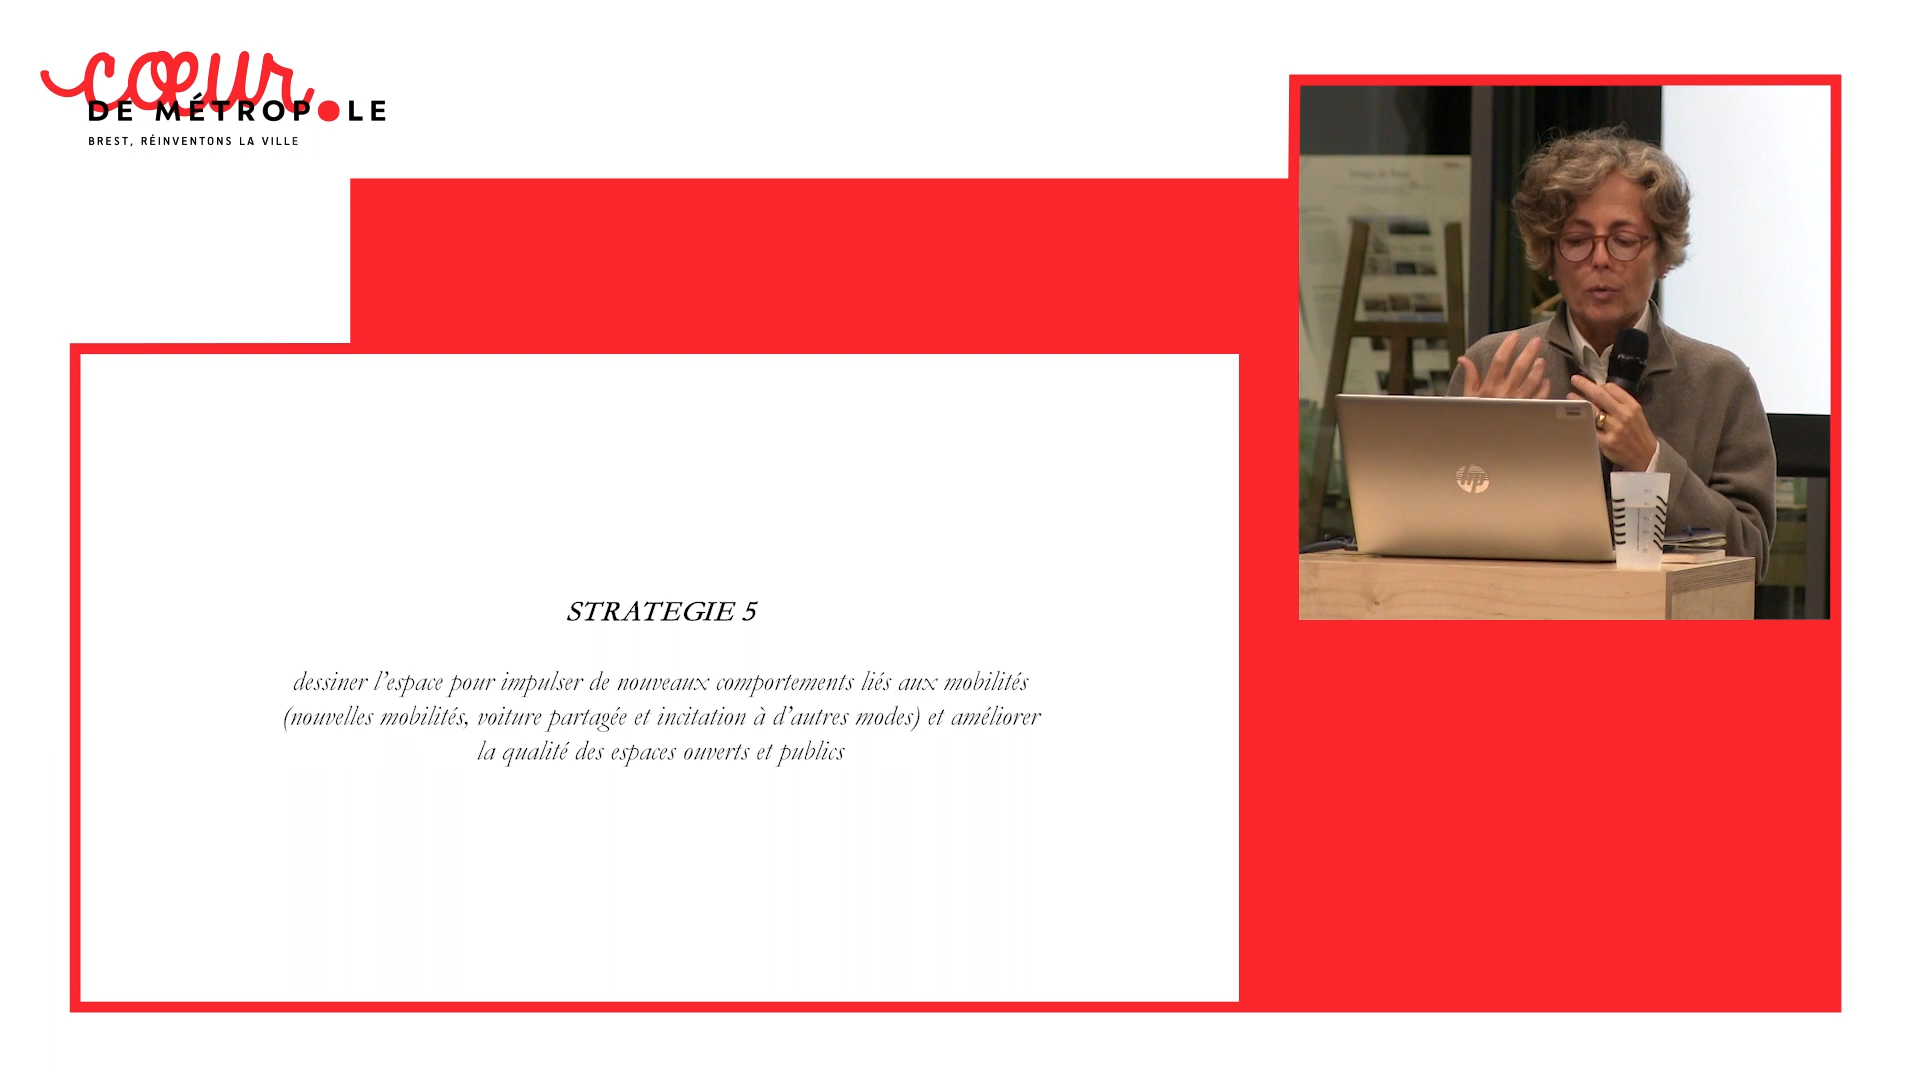 cœur
DE MÉTROPOLE
BREST, RÉINVENTONS LA VILLE
hp
STRATEGIE 5
dessiner l'espace pour impulser de nouveaux comportements liés aux mobilités
(nouvelles mobilités, voiture partagée et incitation à d'autres modes) et améliorer
la qualité des espaces ouverts et publics